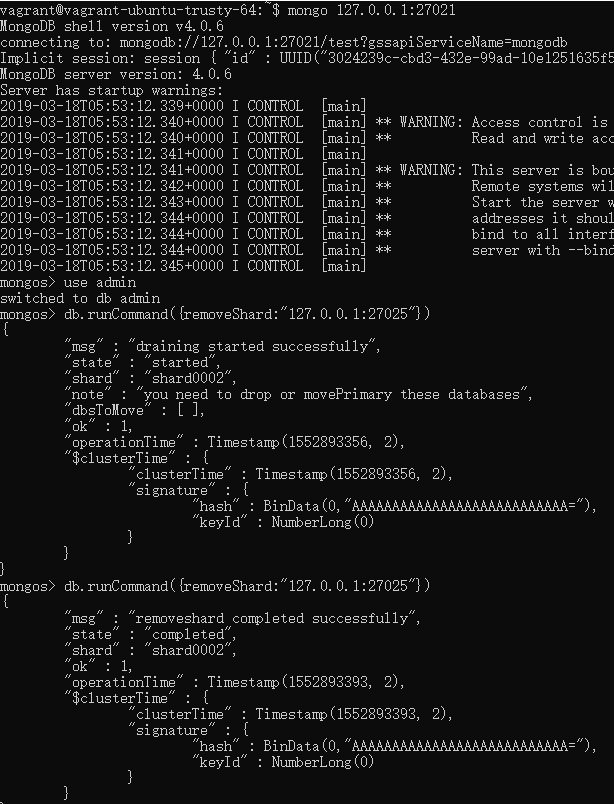 vagrant@vagrant-ubuntu-trusty-64:~$ mongo 127.0.0.1:27021
MongoDB shell version v4.0.6
connecting to: mongodb://127.0.0.1:27021/test?gssapiServiceName=mongodb
Implicit session: session { "id" : UUID("3024239c-cbd3-432e-99ad-10e1251635f5
MongoDB server version: 4.0.6
Server has startup warnings:
2019-03-18T05:53:12.339+0000 I CONTROL  [main]
2019-03-18T05:53:12.340+0000 I CONTROL  [main] ** WARNING: Access control is
2019-03-18T05:53:12.340+0000 I CONTROL  [main] **          Read and write acc
2019-03-18T05:53:12.341+0000 I CONTROL  [main]
2019-03-18T05:53:12.341+0000 I CONTROL  [main] ** WARNING: This server is bou
2019-03-18T05:53:12.342+0000 I CONTROL  [main] **          Remote systems wil
2019-03-18T05:53:12.343+0000 I CONTROL  [main] **          Start the server w
2019-03-18T05:53:12.344+0000 I CONTROL  [main] **          addresses it shoul
2019-03-18T05:53:12.344+0000 I CONTROL  [main] **          bind to all interf
2019-03-18T05:53:12.344+0000 I CONTROL  [main] **          server with --bind
2019-03-18T05:53:12.345+0000 I CONTROL  [main]
mongos> use admin
switched to db admin
mongos> db.runCommand({removeShard:"127.0.0.1:27025"})
{
        "msg" : "draining started successfully",
        "state" : "started",
        "shard" : "shard0002",
        "note" : "you need to drop or movePrimary these databases",
        "dbsToMove" : [ ],
        "ok" : 1,
        "operationTime" : Timestamp(1552893356, 2),
        "$clusterTime" : {
                "clusterTime" : Timestamp(1552893356, 2),
                "signature" : {
                        "hash" : BinData(0,"AAAAAAAAAAAAAAAAAAAAAAAAAAA="),
                        "keyId" : NumberLong(0)
                }
        }
}
mongos> db.runCommand({removeShard:"127.0.0.1:27025"})
{
        "msg" : "removeshard completed successfully",
        "state" : "completed",
        "shard" : "shard0002",
        "ok" : 1,
        "operationTime" : Timestamp(1552893393, 2),
        "$clusterTime" : {
                "clusterTime" : Timestamp(1552893393, 2),
                "signature" : {
                        "hash" : BinData(0,"AAAAAAAAAAAAAAAAAAAAAAAAAAA="),
                        "keyId" : NumberLong(0)
                }
        }